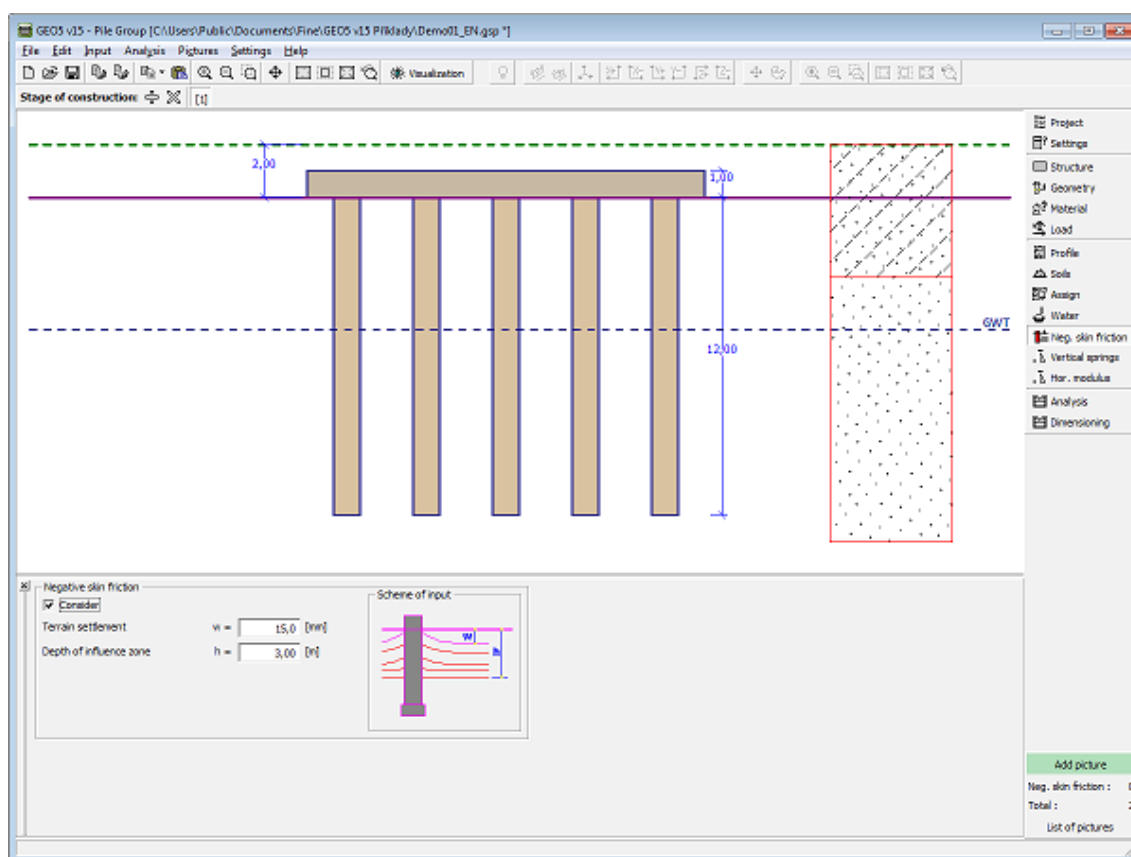 GEO5 v15 - Pile Group [C:\Users\Public\Documents\Fine\GEO5 v15 Příklady\Demo01_EN.gsp *]
File Edit Input Analysis Pictures Settings Help
Visualization
Stage of construction: [1]
2,00
1,00
GWT
12,00
Project
Settings
Structure
Geometry
Material
Load
Profile
Soils
Assign
Water
Neg. skin friction
Vertical springs
Hor. modulus
Analysis
Dimensioning
Negative skin friction
Consider
Terrain settlement w = 15,0 [mm]
Depth of influence zone h = 3,00 [m]
Scheme of input
w
h
Add picture
Neg. skin friction :
Total :
List of pictures